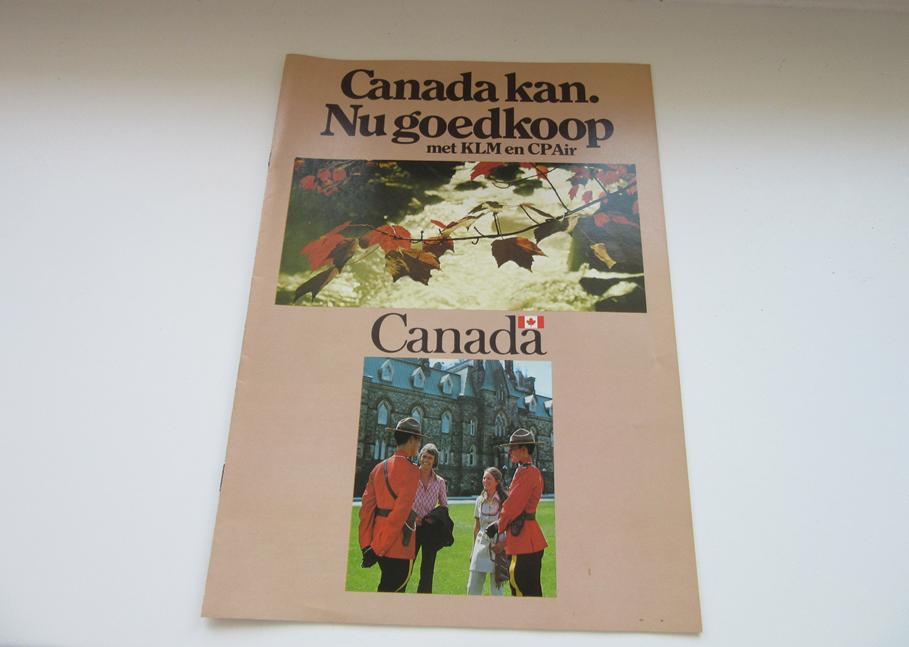 Canada kan.
Nu goedkoop
met KLM en CPAir
Canada